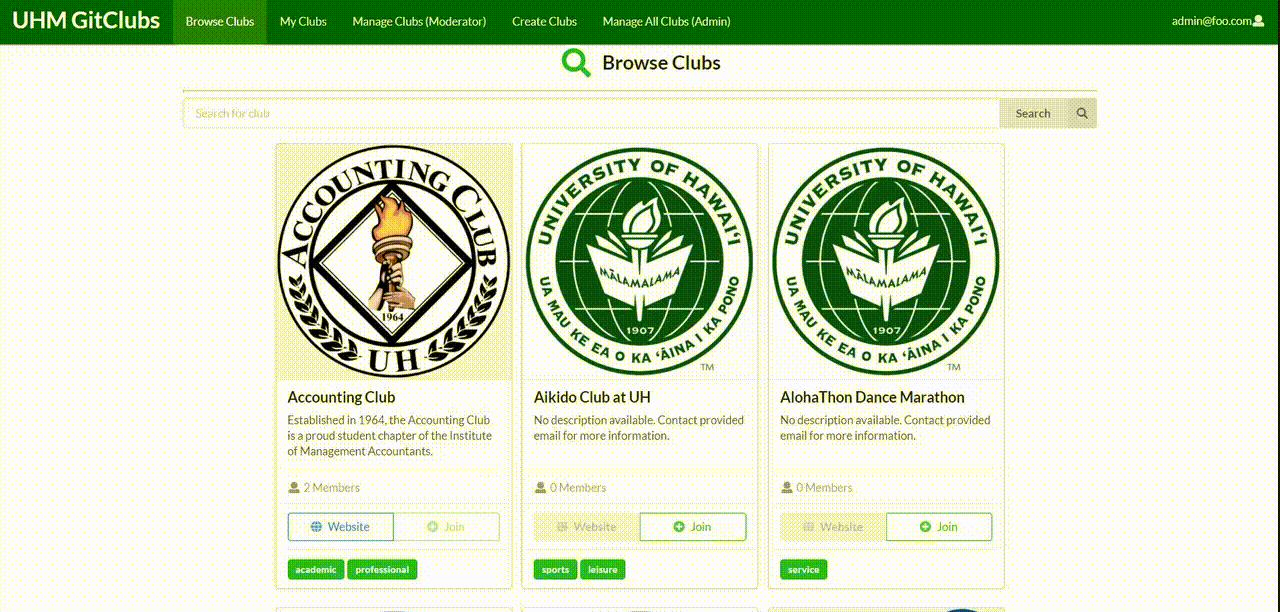 UHM GitClubs Browse Clubs My Clubs Manage Clubs (Moderator) Create Clubs Manage All Clubs (Admin) admin@foo.com
Browse Clubs
Search for club Search
ACCOUNTING CLUB
1964
UH
UNIVERSITY OF HAWAIʻI
MĀLAMALAMA
1907
UA MAU KE EA O KA ʻĀINA I KA PONO
TM
UNIVERSITY OF HAWAIʻI
MĀLAMALAMA
1907
UA MAU KE EA O KA ʻĀINA I KA PONO
TM
Accounting Club
Established in 1964, the Accounting Club
is a proud student chapter of the Institute
of Management Accountants.
2 Members
Website Join
academic professional
Aikido Club at UH
No description available. Contact provided
email for more information.
0 Members
Website Join
sports leisure
AlohaThon Dance Marathon
No description available. Contact provided
email for more information.
0 Members
Website Join
service